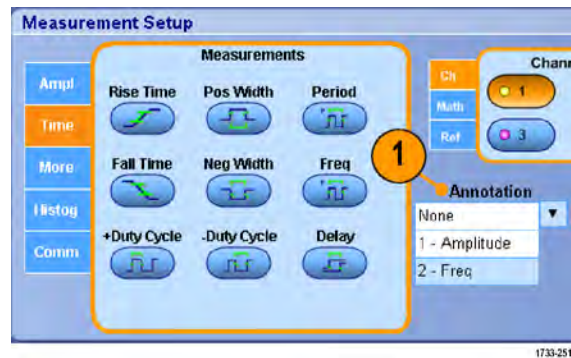 Measurement Setup
Measurements
Ampl
Time
More
Histog
Comm
Rise Time Pos Width Period
Fall Time Neg Width Freq
+Duty Cycle -Duty Cycle Delay
Ch
Math
Ref
Chann
1
3
1
Annotation
None
1 - Amplitude
2 - Freq
1733-251